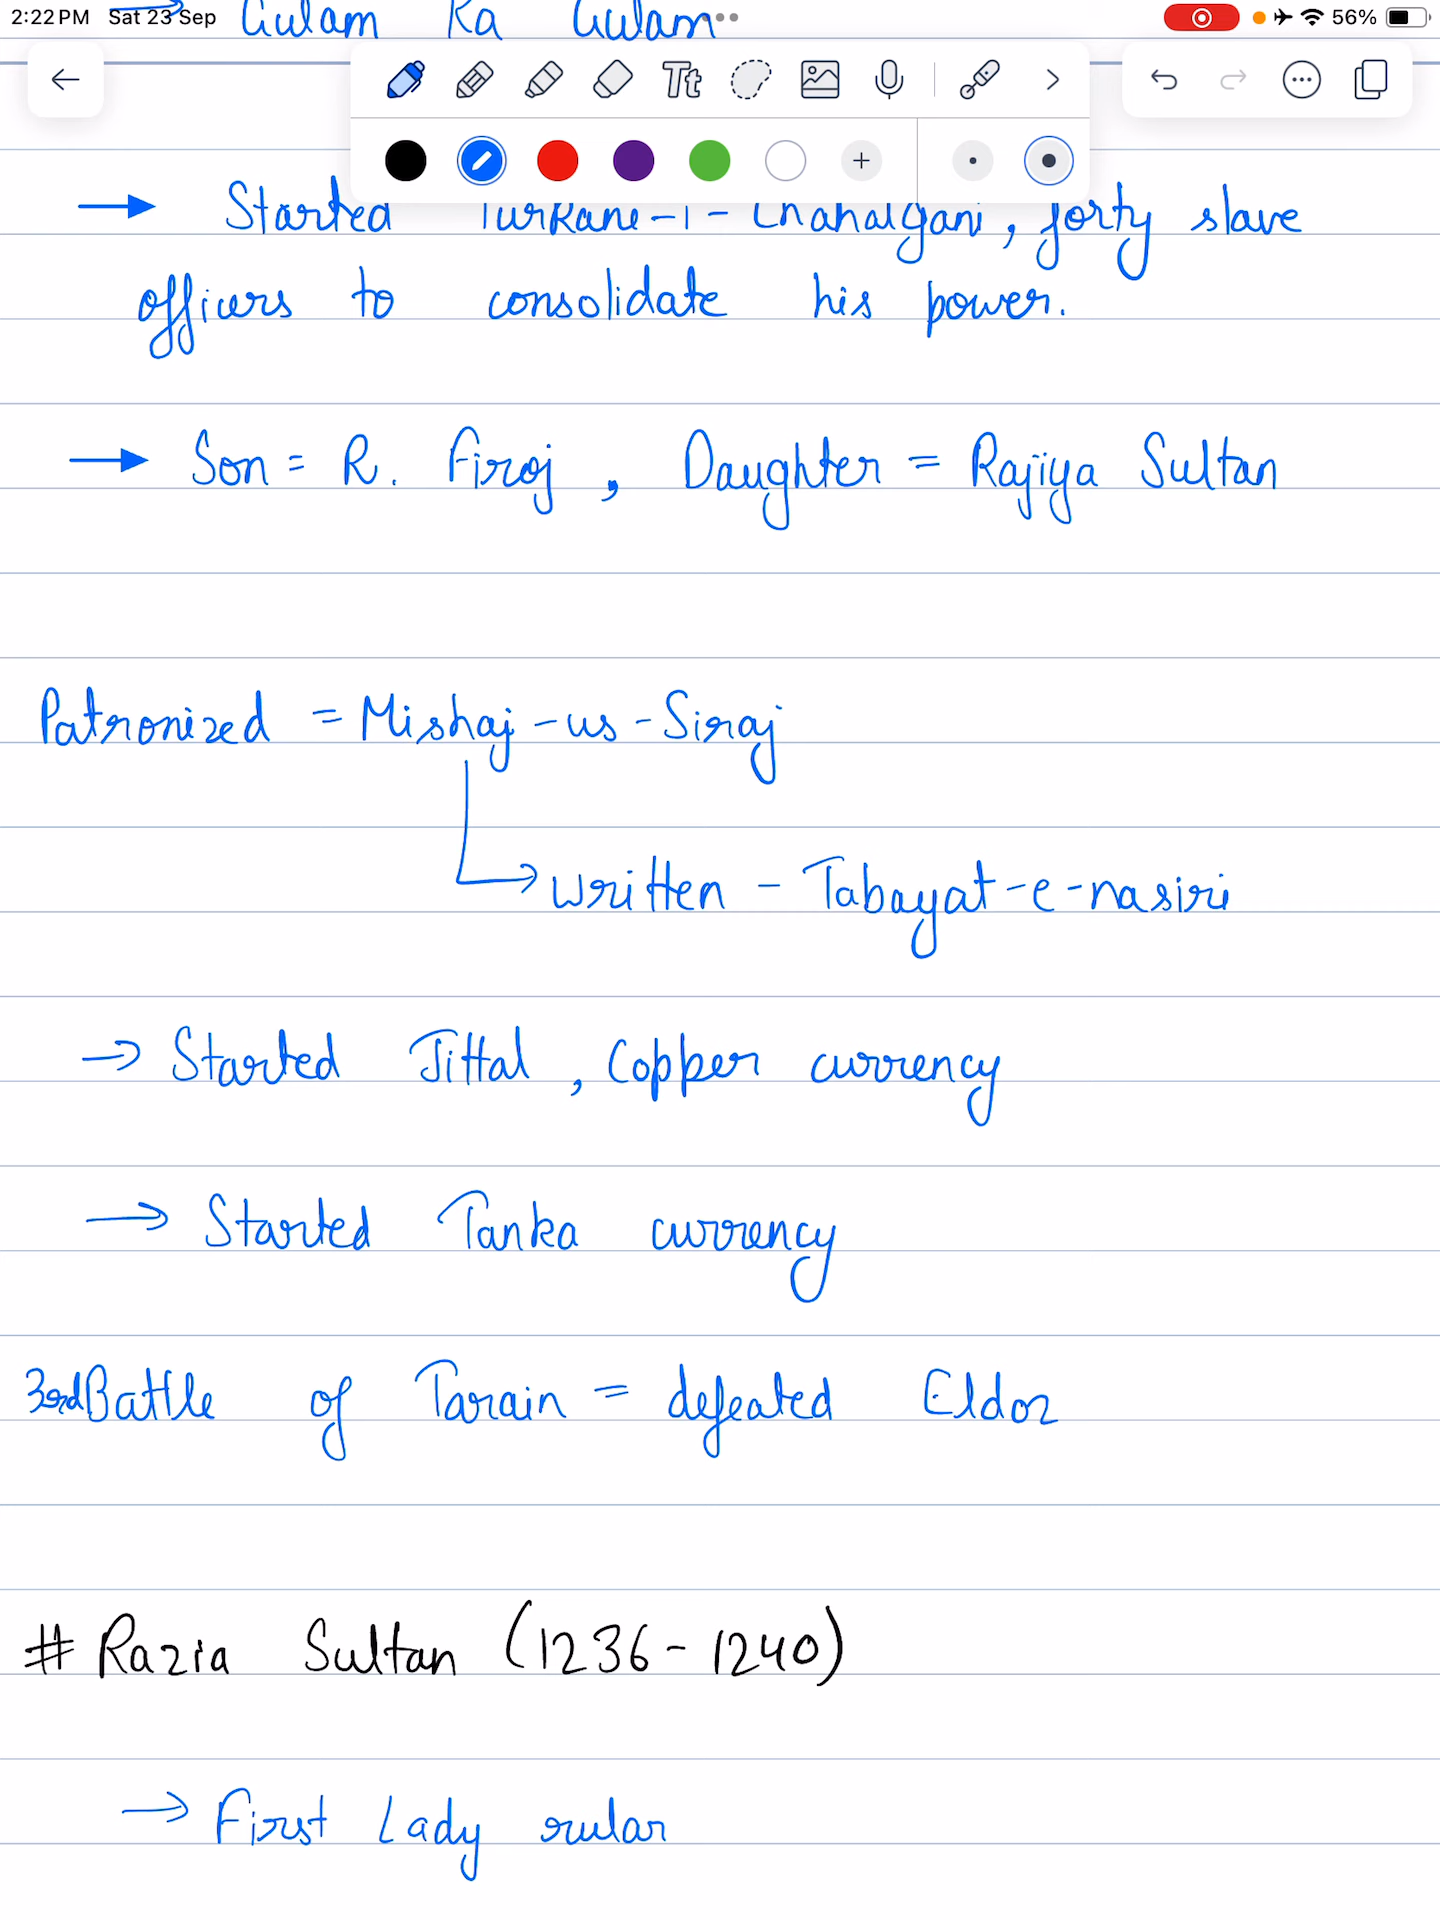 2:22 PM Sat 23 Sep
56%
Gulam Ka Gulam
Tt
→ Started Turkane-i-Chahalgani, forty slave
officers to consolidate his power.
→ Son = R. Firoj, Daughter = Rajiya Sultan
Patronized = Mishaj-us-Siraj
written - Tabayat-e-nasiri
→ Started Jittal, Copper currency
→ Started Tanka currency
3rd Battle of Tarain = defeated Eldoz
# Razia Sultan (1236-1240)
→ First Lady rular